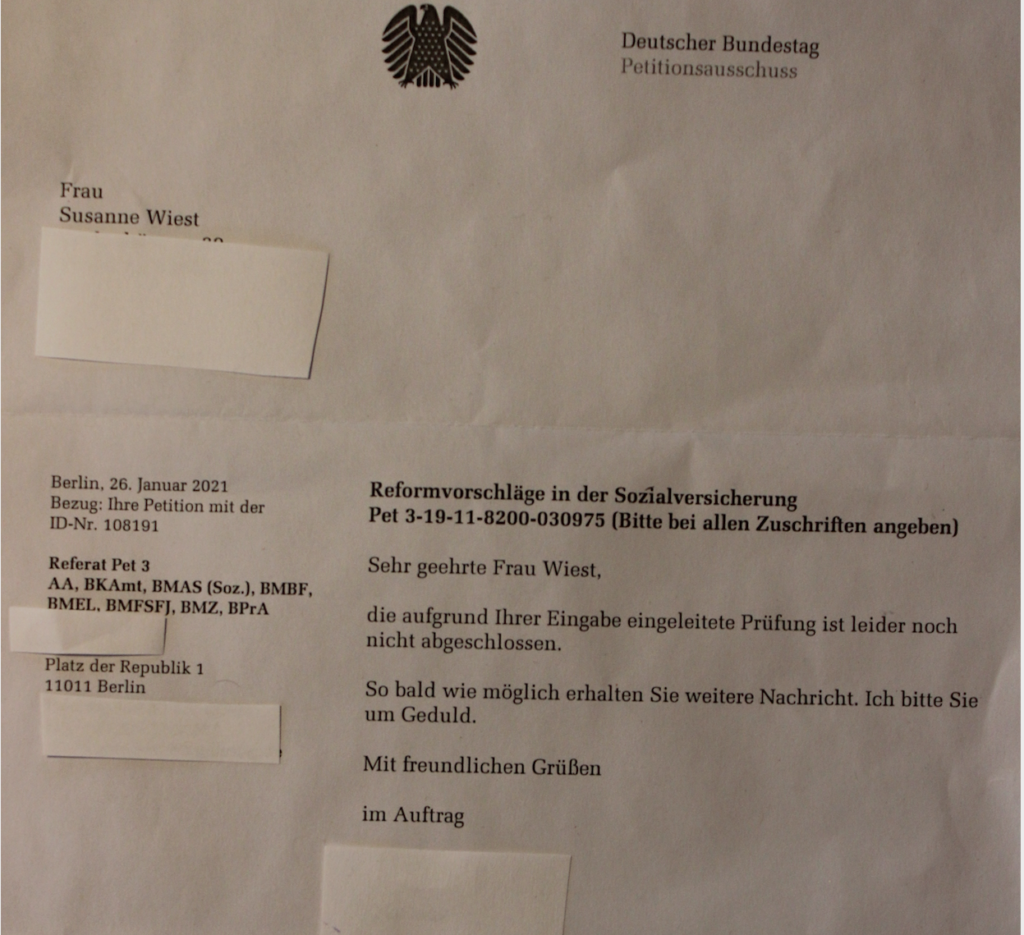 Deutscher Bundestag
Petitionsausschuss
Frau
Susanne Wiest
Berlin, 26. Januar 2021
Bezug: Ihre Petition mit der
ID-Nr. 108191
Referat Pet 3
AA, BKAmt, BMAS (Soz.), BMBF,
BMEL, BMFSFJ, BMZ, BPrA
Platz der Republik 1
11011 Berlin
Reformvorschläge in der Sozialversicherung
Pet 3-19-11-8200-030975 (Bitte bei allen Zuschriften angeben)
Sehr geehrte Frau Wiest,
die aufgrund Ihrer Eingabe eingeleitete Prüfung ist leider noch
nicht abgeschlossen.
So bald wie möglich erhalten Sie weitere Nachricht. Ich bitte Sie
um Geduld.
Mit freundlichen Grüßen
im Auftrag